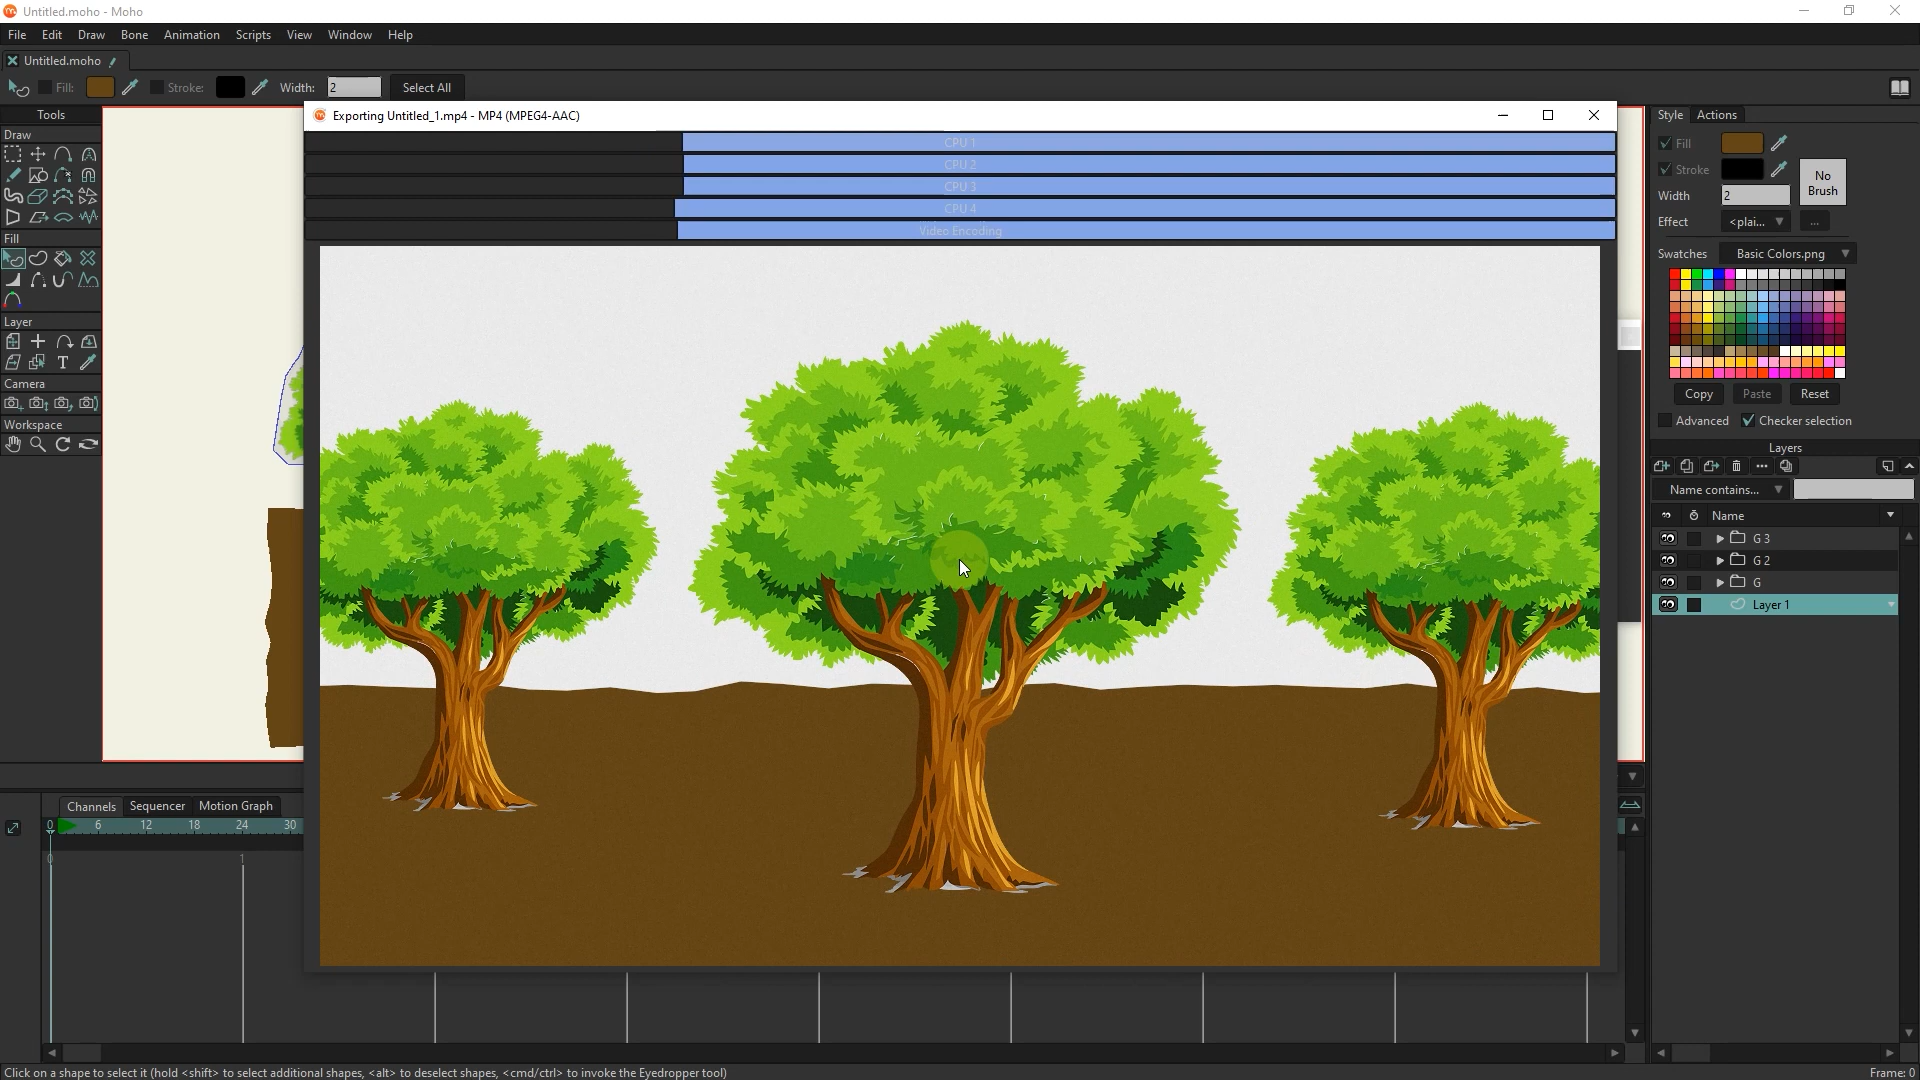 Untitled.moho - Moho
File Edit Draw Bone Animation Scripts View Window Help
Untitled.moho
Fill: Stroke: Width: 2 Select All
Tools
Draw
Fill
Layer
T
Camera
Workspace
Exporting Untitled_1.mp4 - MP4 (MPEG4-AAC)
CPU 1
CPU 2
CPU 3
CPU 4
Video Encoding
Style Actions
Fill
Stroke
No Brush
Width 2
Effect <plai... ...
Swatches Basic Colors.png
Copy Paste Reset
Advanced Checker selection
Layers
Name contains...
Name
G 3
G 2
G
Layer 1
Channels Sequencer Motion Graph
0 6 12 18 24 30
0 1
Click on a shape to select it (hold <shift> to select additional shapes, <alt> to deselect shapes, <cmd/ctrl> to invoke the Eyedropper tool)
Frame: 0